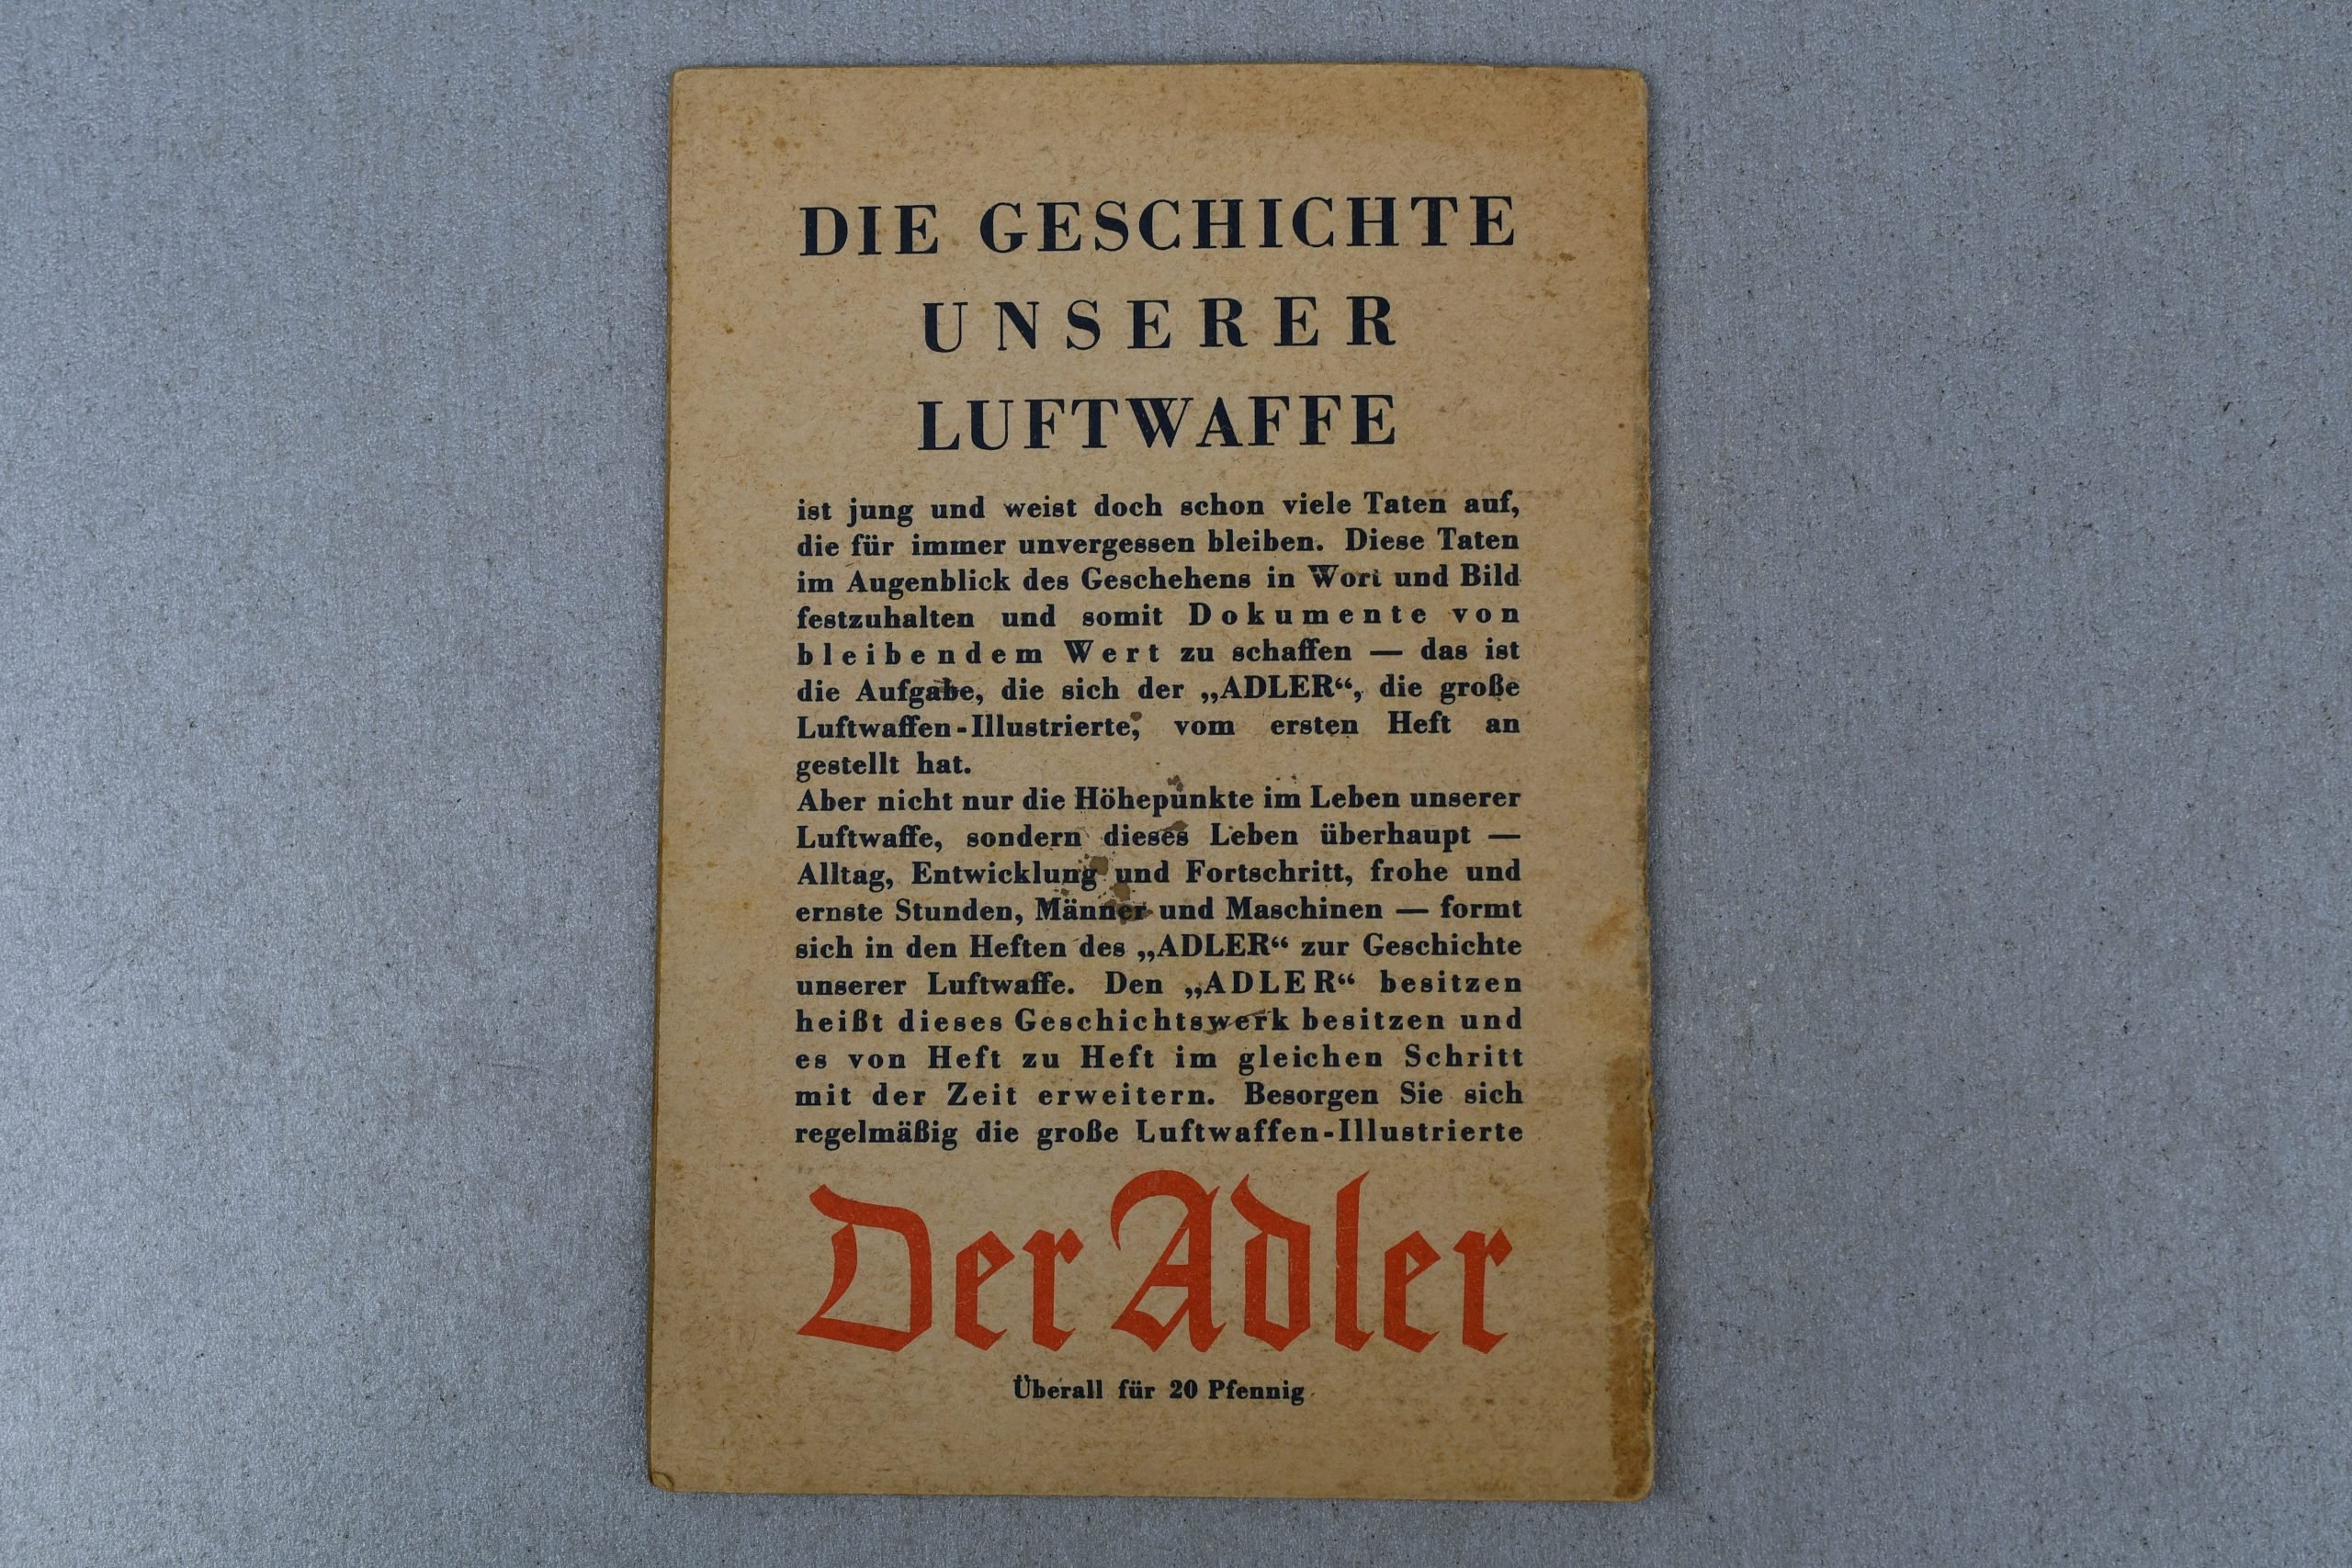 DIE GESCHICHTE
UNSERER
LUFTWAFFE
ist jung und weist doch schon viele Taten auf,
die für immer unvergessen bleiben. Diese Taten
im Augenblick des Geschehens in Wort und Bild
festzuhalten und somit Dokumente von
bleibendem Wert zu schaffen — das ist
die Aufgabe, die sich der „ADLER“, die große
Luftwaffen-Illustrierte, vom ersten Heft an
gestellt hat.
Aber nicht nur die Höhepunkte im Leben unserer
Luftwaffe, sondern dieses Leben überhaupt —
Alltag, Entwicklung und Fortschritt, frohe und
ernste Stunden, Männer und Maschinen — formt
sich in den Heften des „ADLER“ zur Geschichte
unserer Luftwaffe. Den „ADLER“ besitzen
heißt dieses Geschichtswerk besitzen und
es von Heft zu Heft im gleichen Schritt
mit der Zeit erweitern. Besorgen Sie sich
regelmäßig die große Luftwaffen-Illustrierte
Der Adler
Überall für 20 Pfennig